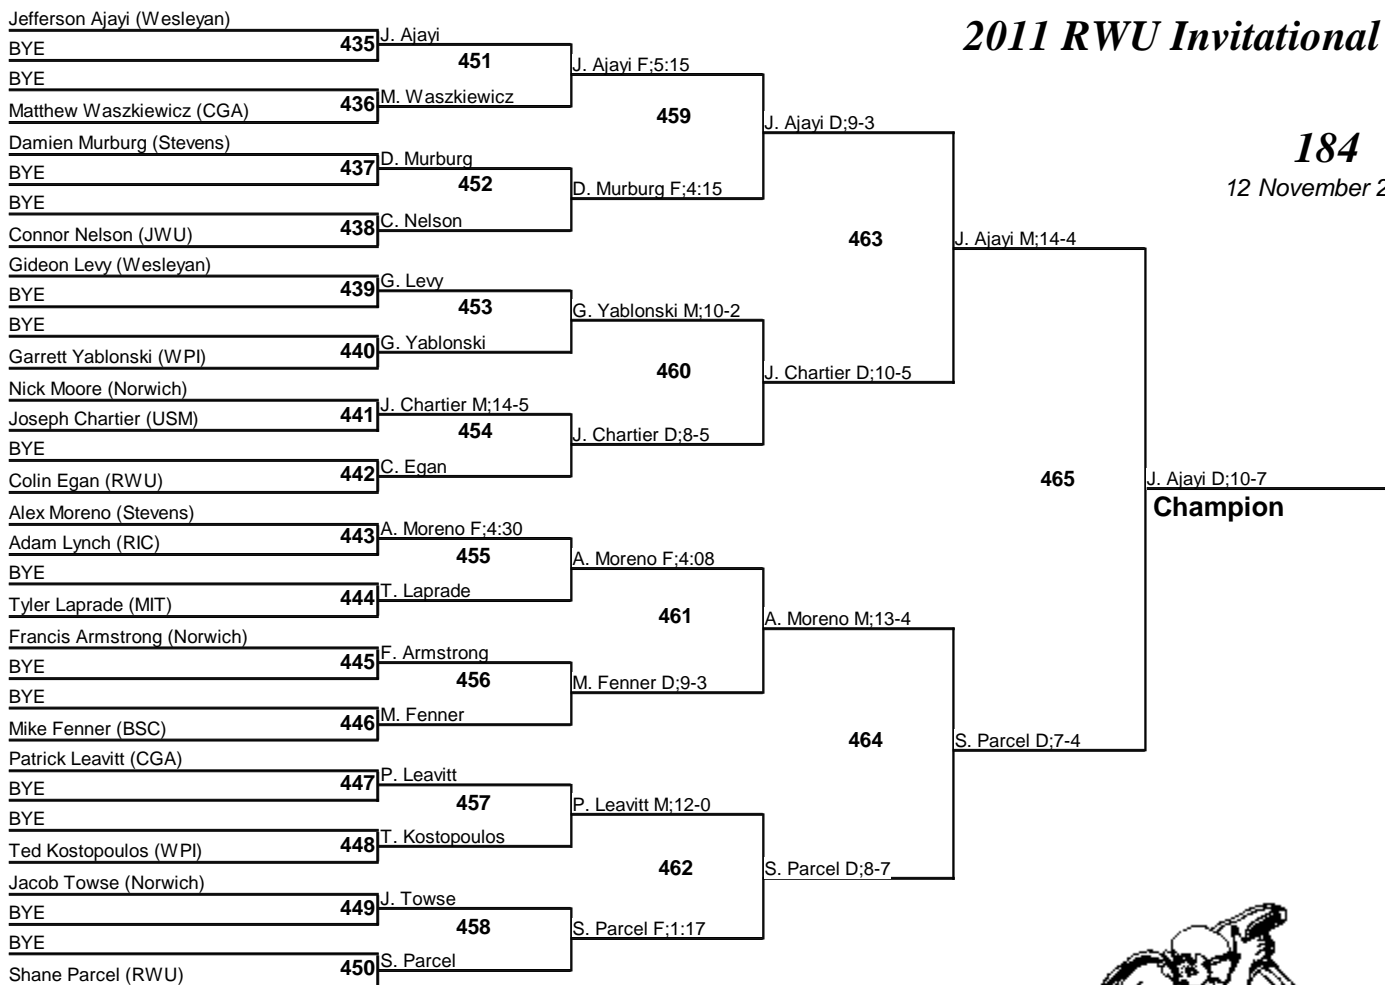 2011 RWU Invitational
184
12 November 2
Jefferson Ajayi (Wesleyan)
BYE
435
BYE
Matthew Waszkiewicz (CGA)
436
Damien Murburg (Stevens)
BYE
437
BYE
Connor Nelson (JWU)
438
Gideon Levy (Wesleyan)
BYE
439
BYE
Garrett Yablonski (WPI)
440
Nick Moore (Norwich)
Joseph Chartier (USM)
441
BYE
Colin Egan (RWU)
442
Alex Moreno (Stevens)
Adam Lynch (RIC)
443
BYE
Tyler Laprade (MIT)
444
Francis Armstrong (Norwich)
BYE
445
BYE
Mike Fenner (BSC)
446
Patrick Leavitt (CGA)
BYE
447
BYE
Ted Kostopoulos (WPI)
448
Jacob Towse (Norwich)
BYE
449
BYE
Shane Parcel (RWU)
450
J. Ajayi
451
M. Waszkiewicz
D. Murburg
452
C. Nelson
G. Levy
453
G. Yablonski
J. Chartier M;14-5
454
C. Egan
A. Moreno F;4:30
455
T. Laprade
F. Armstrong
456
M. Fenner
P. Leavitt
457
T. Kostopoulos
J. Towse
458
S. Parcel
J. Ajayi F;5:15
459
D. Murburg F;4:15
G. Yablonski M;10-2
460
J. Chartier D;8-5
A. Moreno F;4:08
461
M. Fenner D;9-3
P. Leavitt M;12-0
462
S. Parcel F;1:17
J. Ajayi D;9-3
463
J. Chartier D;10-5
A. Moreno M;13-4
464
S. Parcel D;8-7
J. Ajayi M;14-4
465
S. Parcel D;7-4
J. Ajayi D;10-7
Champion